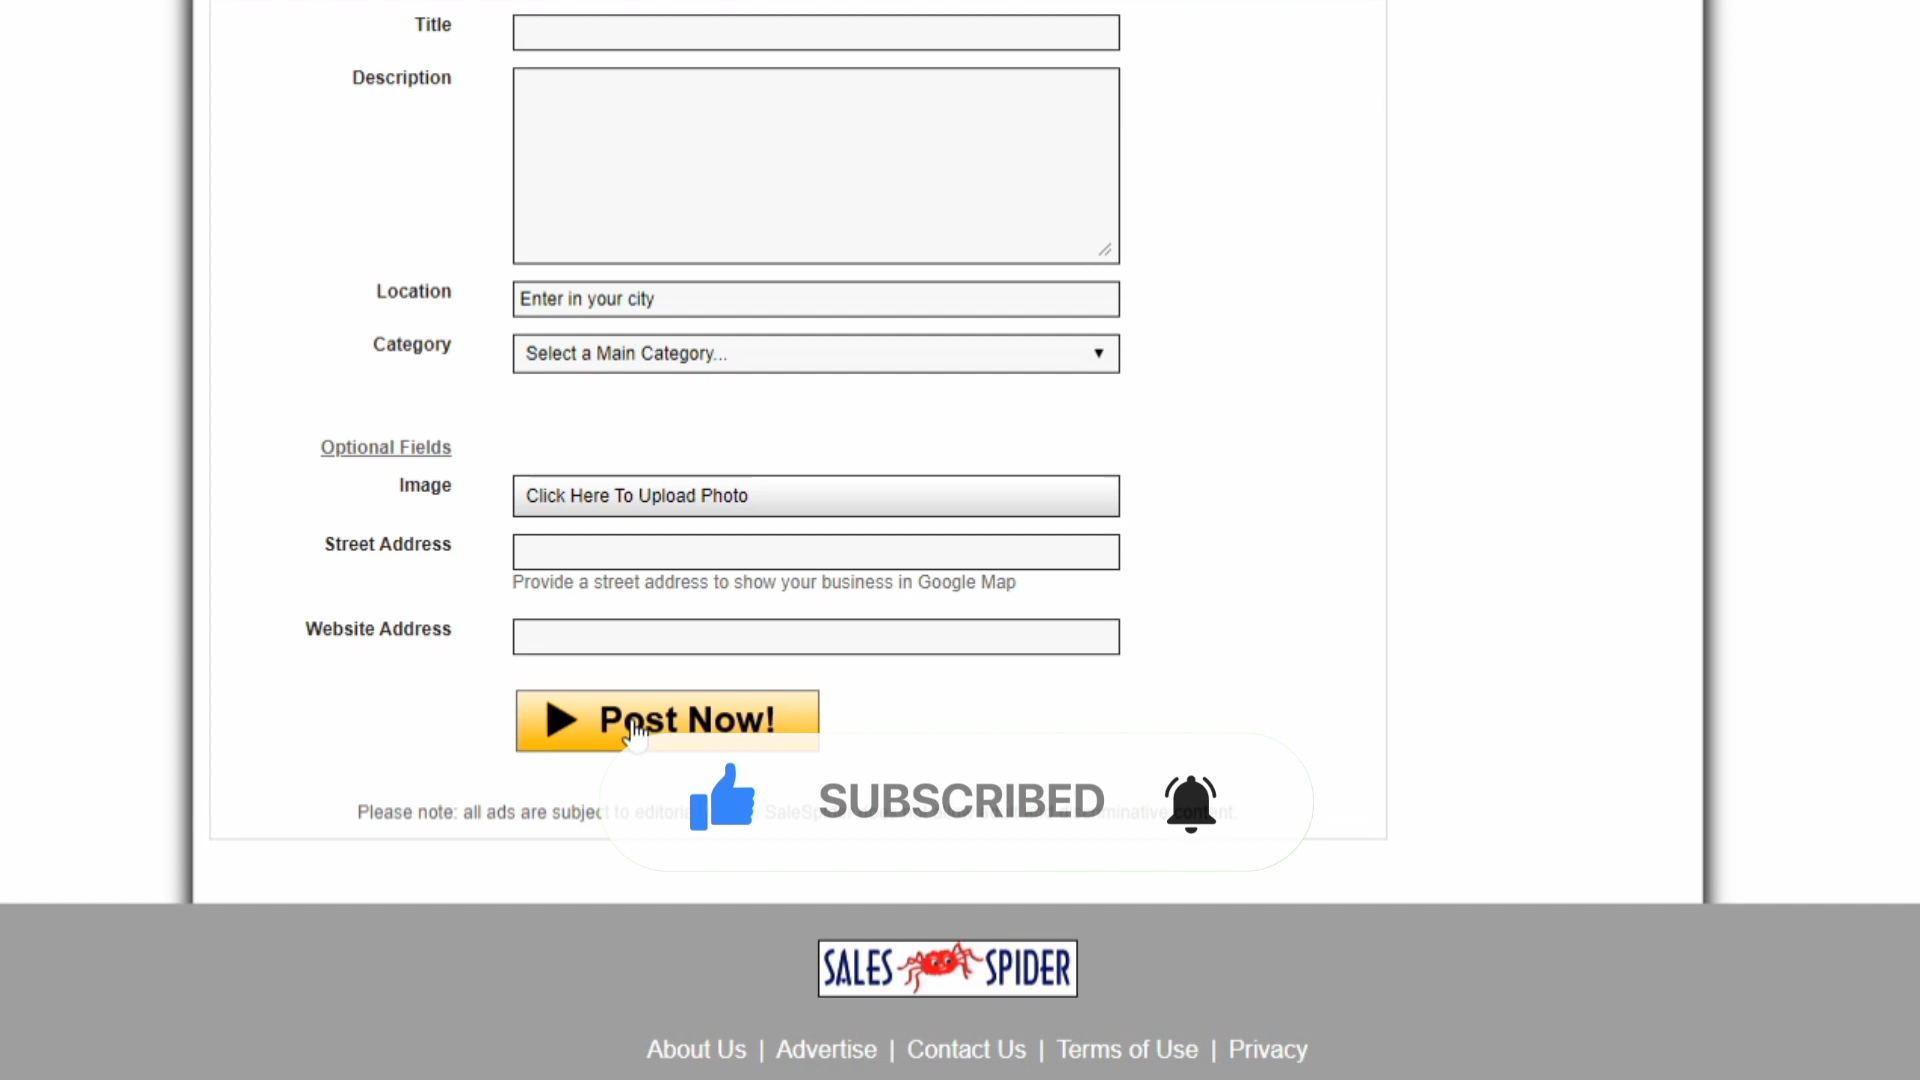 Title
Description
Location
Enter in your city
Category
Select a Main Category...
Optional Fields
Image
Click Here To Upload Photo
Street Address
Provide a street address to show your business in Google Map
Website Address
Post Now!
Please note: all ads are subject to editoria
SUBSCRIBED
SALES SPIDER
About Us | Advertise | Contact Us | Terms of Use | Privacy